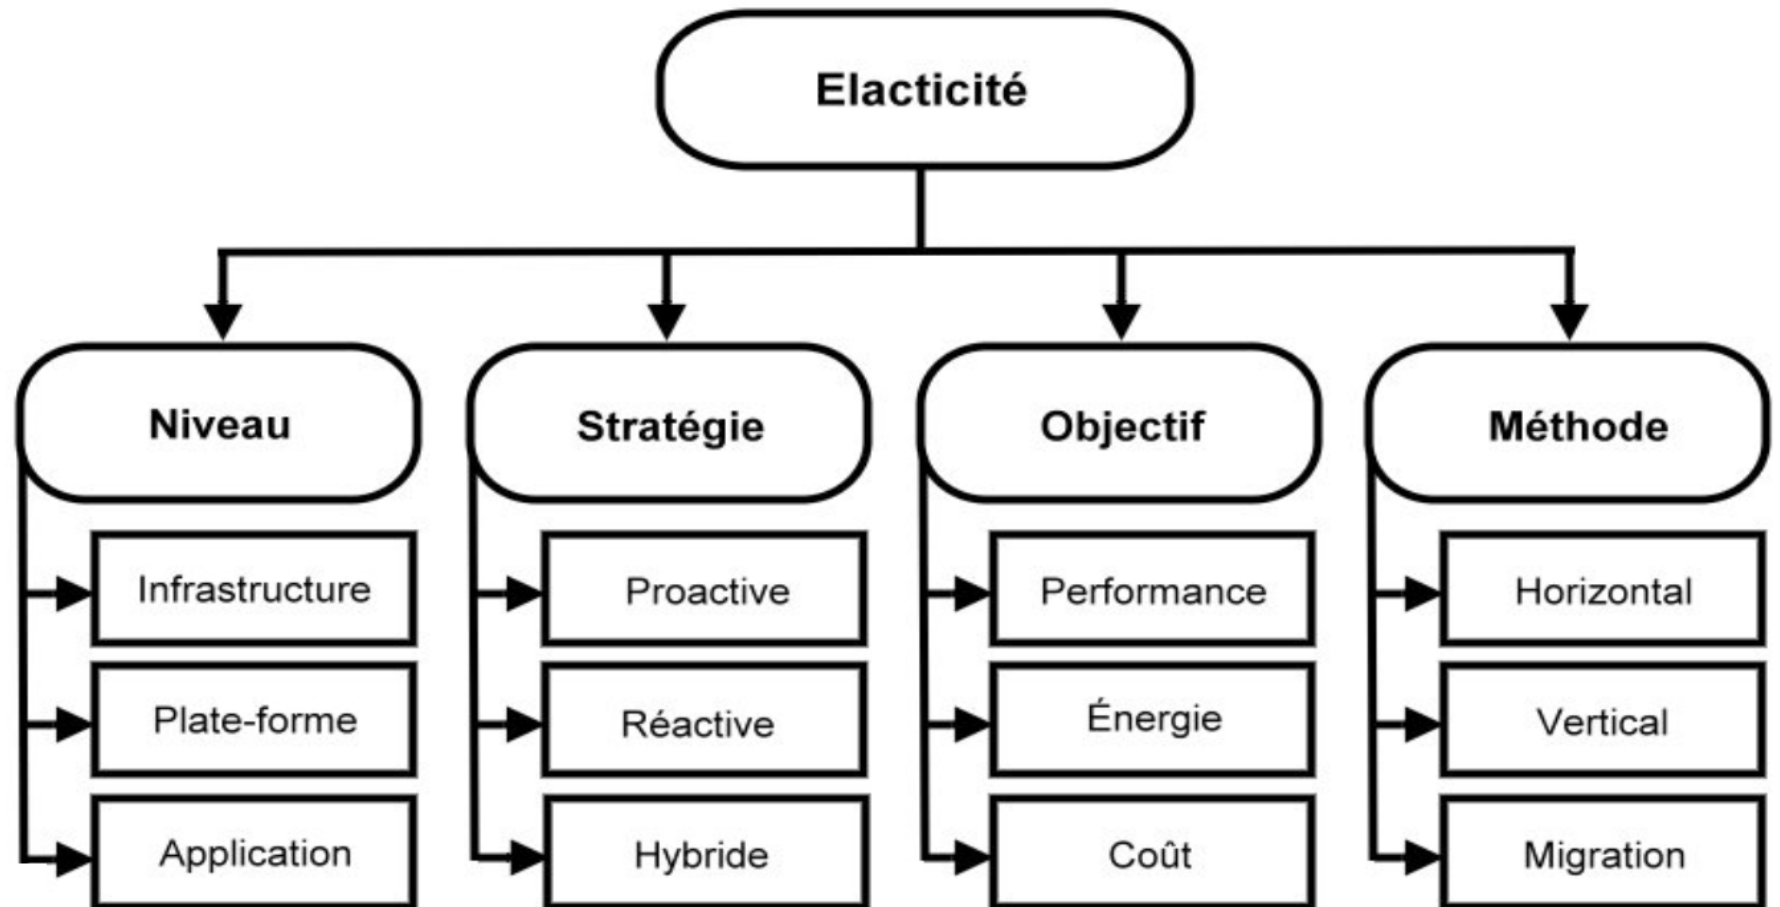 Elacticité
Niveau
Stratégie
Objectif
Méthode
Infrastructure
Proactive
Performance
Horizontal
Plate-forme
Réactive
Énergie
Vertical
Application
Hybride
Coût
Migration